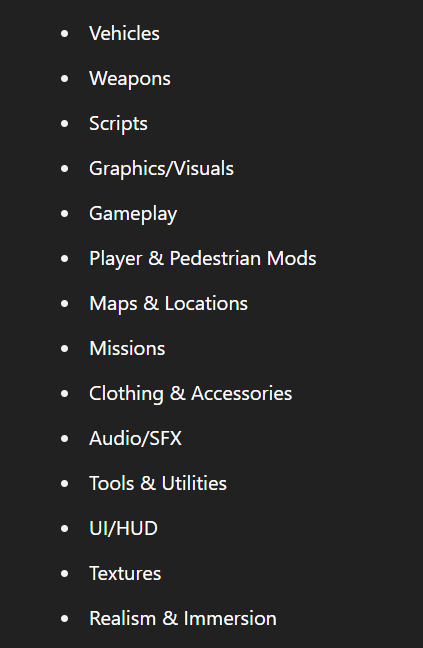 Vehicles
Weapons
Scripts
Graphics/Visuals
Gameplay
Player & Pedestrian Mods
Maps & Locations
Missions
Clothing & Accessories
Audio/SFX
Tools & Utilities
UI/HUD
Textures
Realism & Immersion